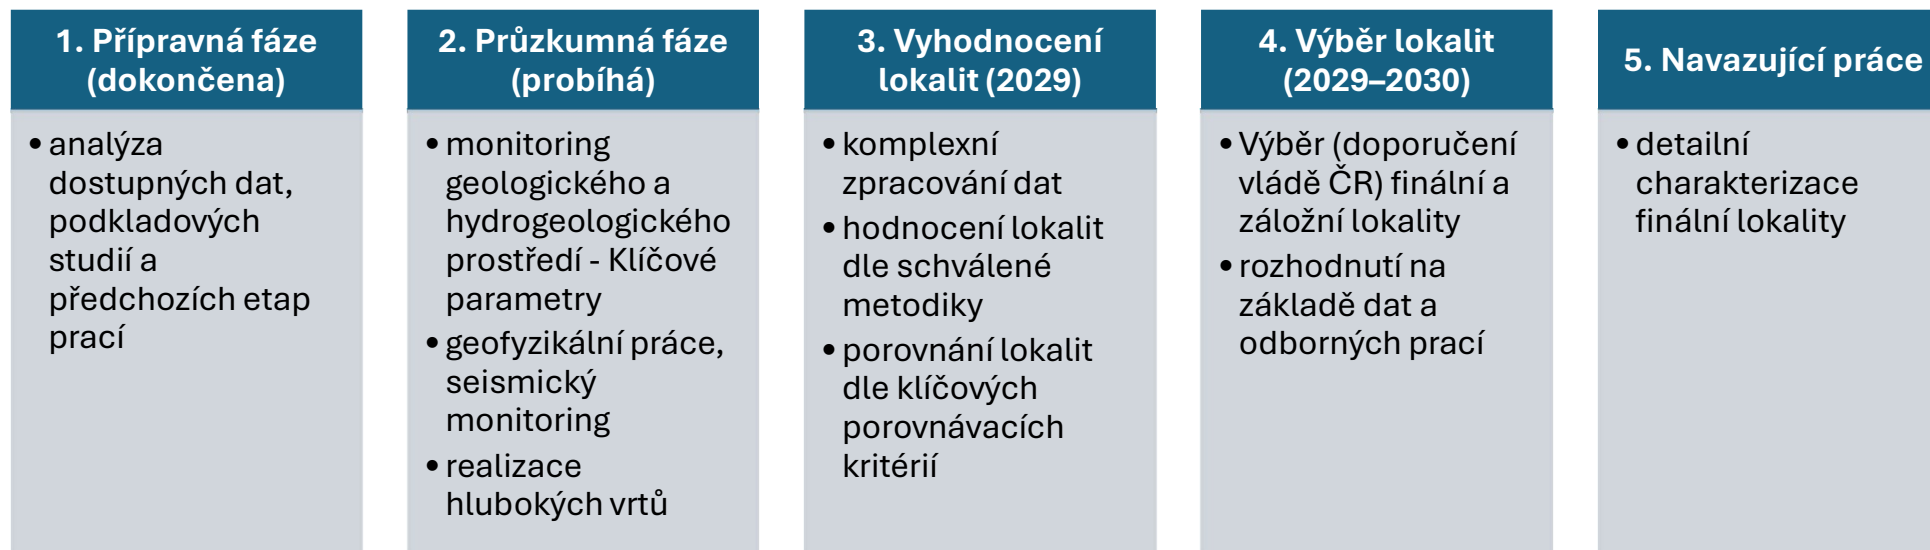 1. Přípravná fáze
(dokončena)
• analýza
dostupných dat,
podkladových
studií a
předchozích etap
prací
2. Průzkumná fáze
(probíhá)
• monitoring
geologického a
hydrogeologického
prostředí - Klíčové
parametry
• geofyzikální práce,
seismický
monitoring
• realizace
hlubokých vrtů
3. Vyhodnocení
lokalit (2029)
• komplexní
zpracování dat
• hodnocení lokalit
dle schválené
metodiky
• porovnání lokalit
dle klíčových
porovnávacích
kritérií
4. Výběr lokalit
(2029–2030)
• Výběr (doporučení
vládě ČR) finální a
záložní lokality
• rozhodnutí na
základě dat a
odborných prací
5. Navazující práce
• detailní
charakterizace
finální lokality